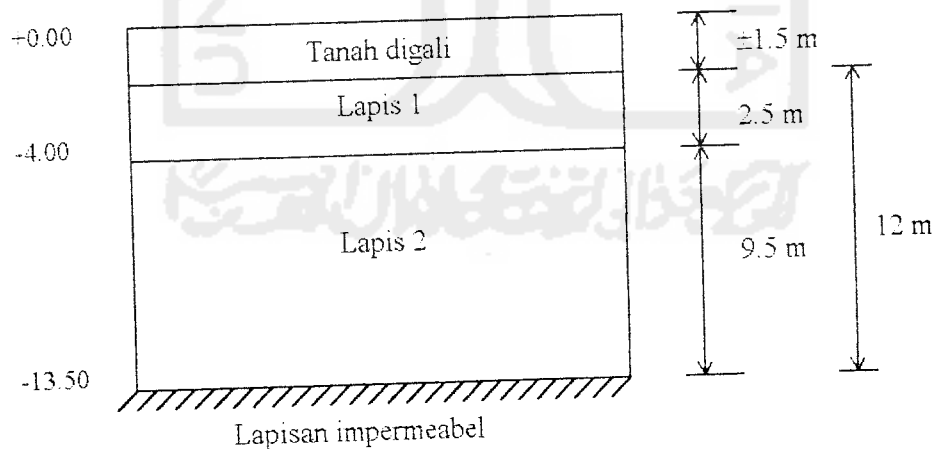 +0.00
Tanah digali
±1.5 m
Lapis 1
2.5 m
-4.00
Lapis 2
9.5 m
12 m
-13.50
Lapisan impermeabel